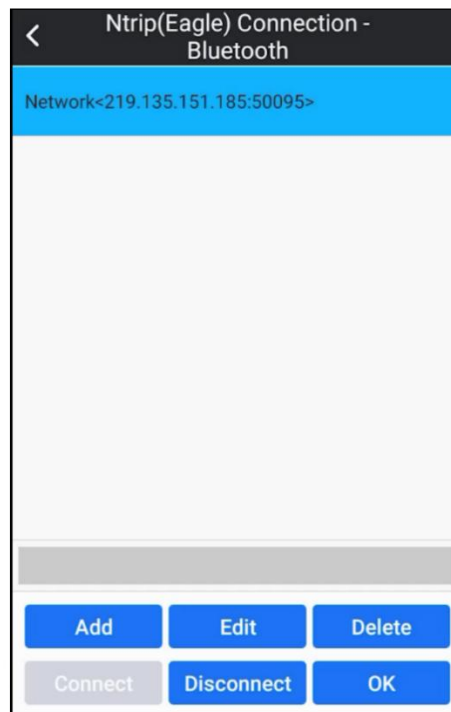 Ntrip(Eagle) Connection -
Bluetooth
Network<219.135.151.185:50095>
Add Edit Delete
Connect Disconnect OK